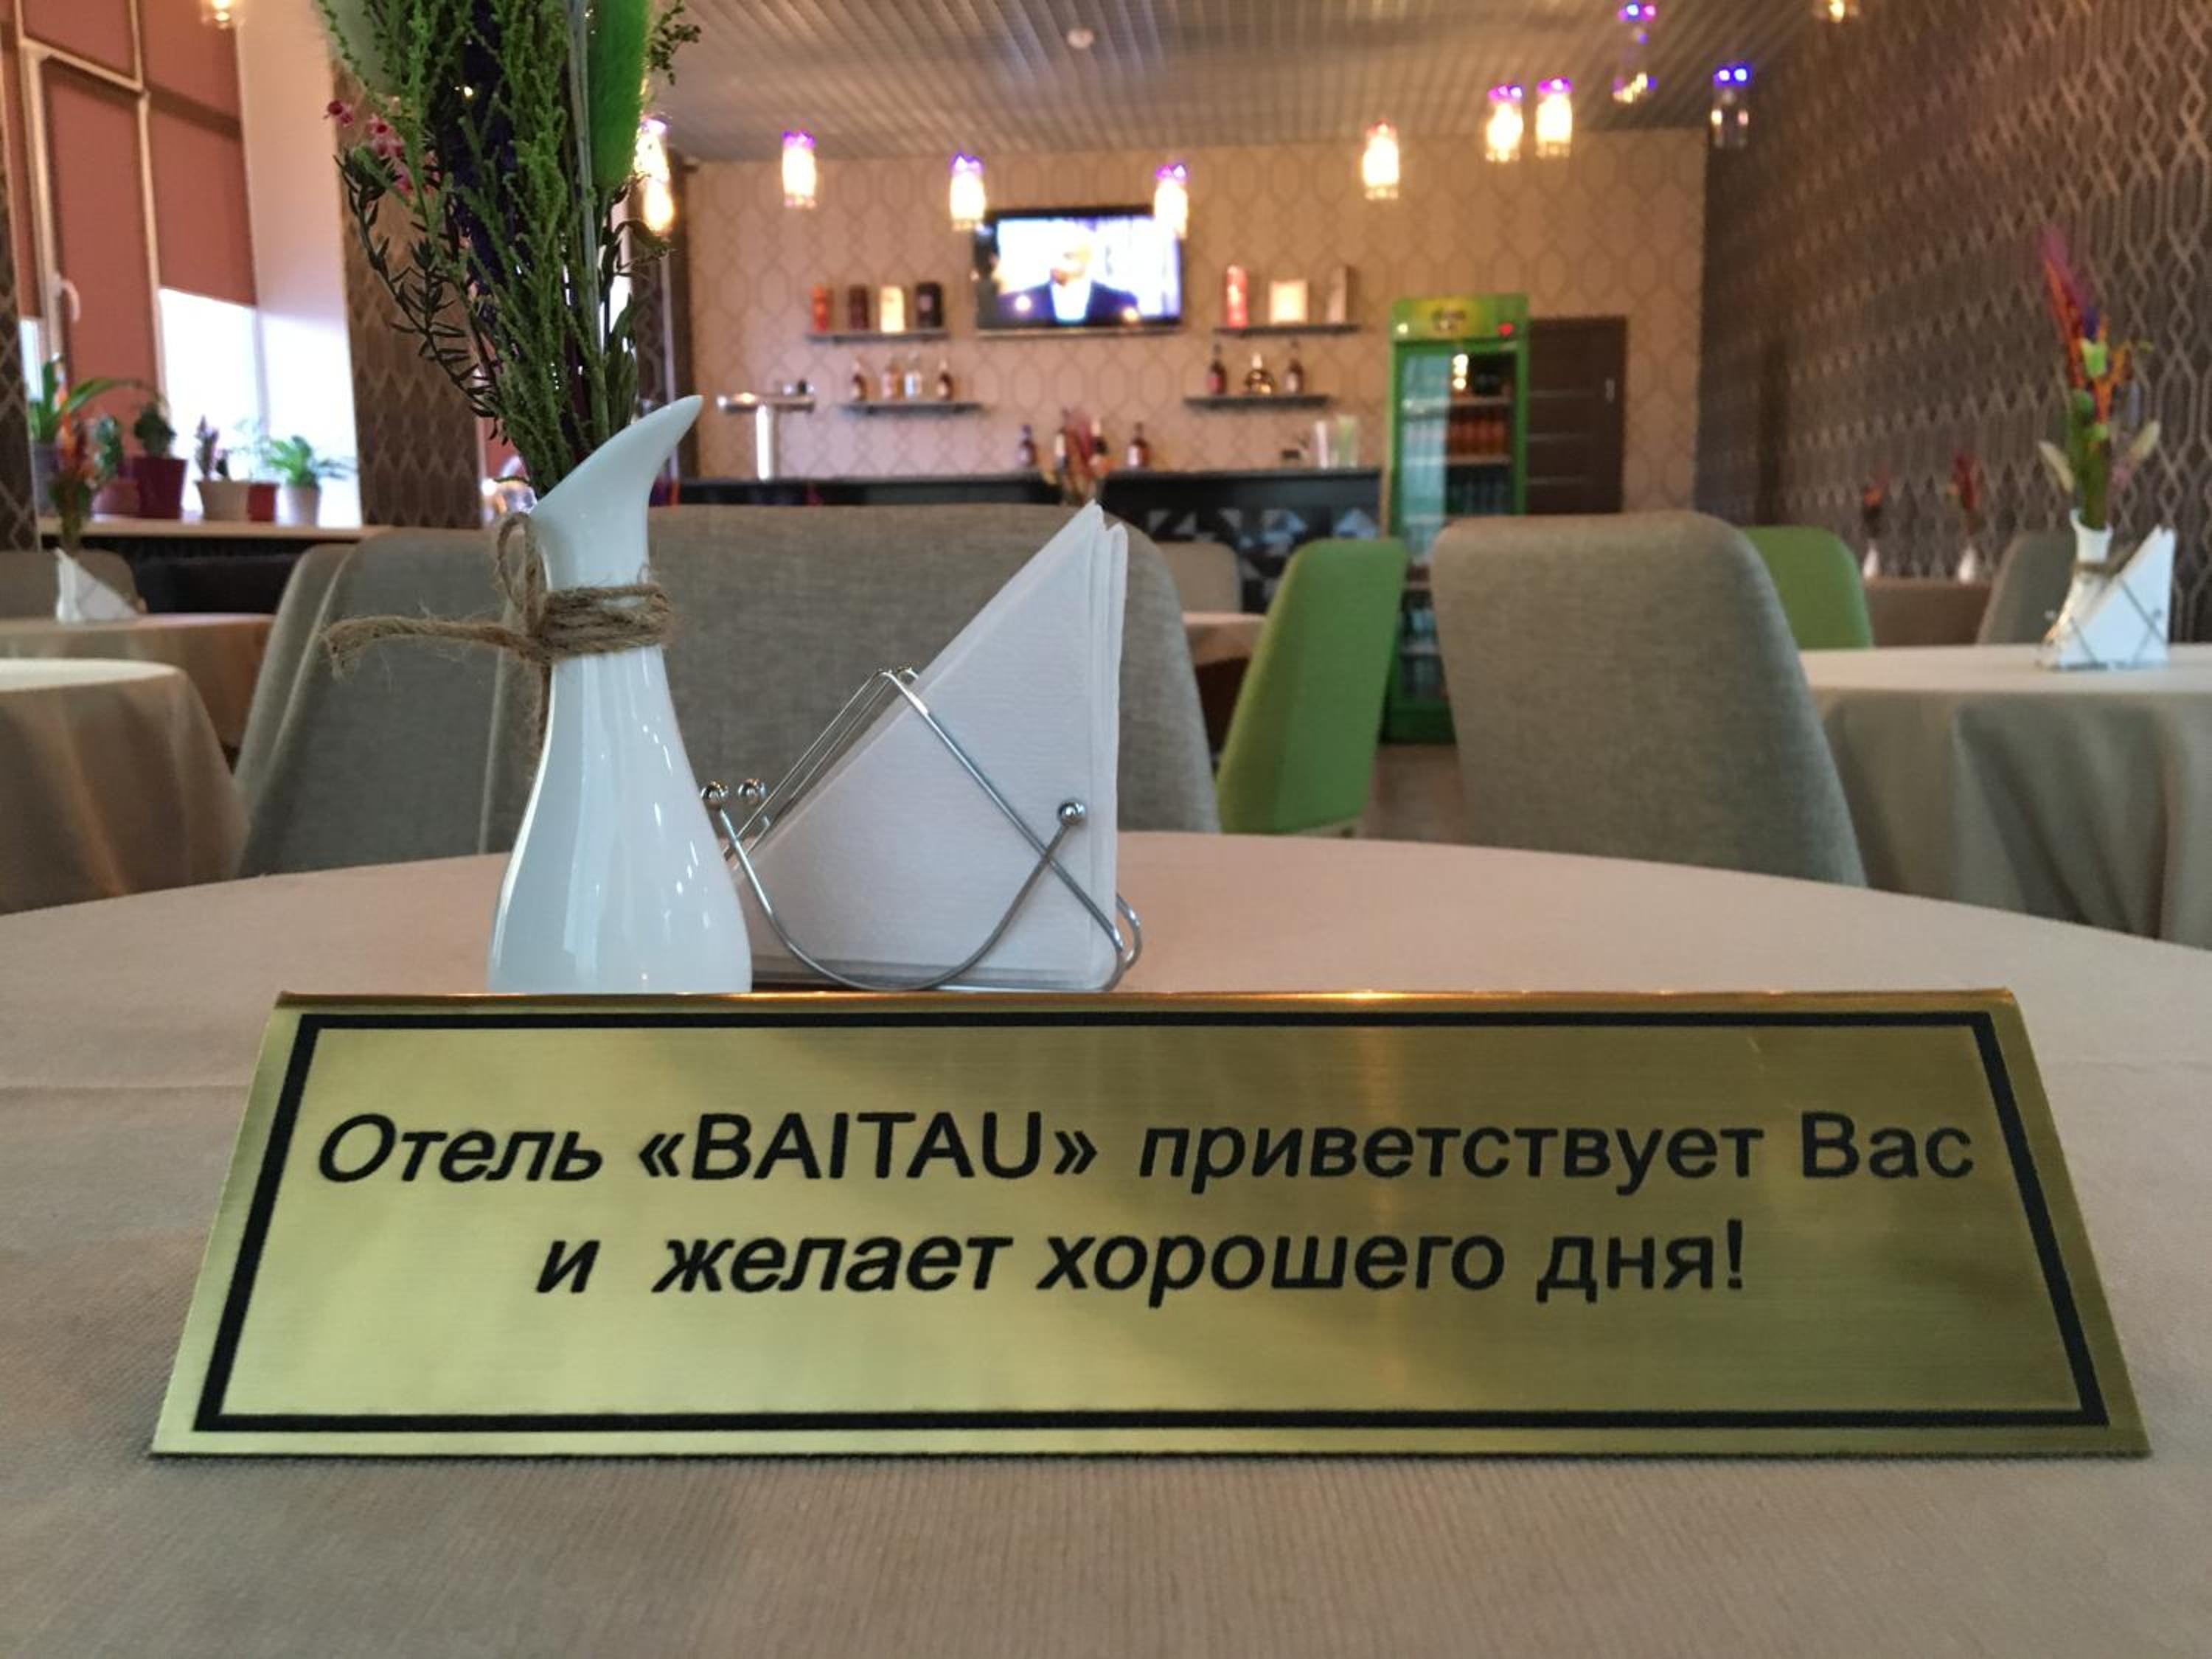 Отель «BAITAU» приветствует Вас
и желает хорошего дня!